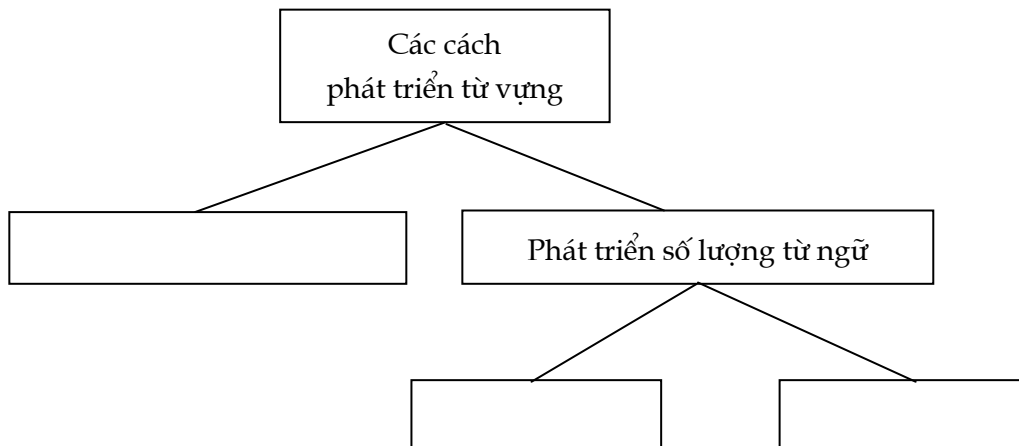 Các cách
phát triển từ vựng
Phát triển số lượng từ ngữ